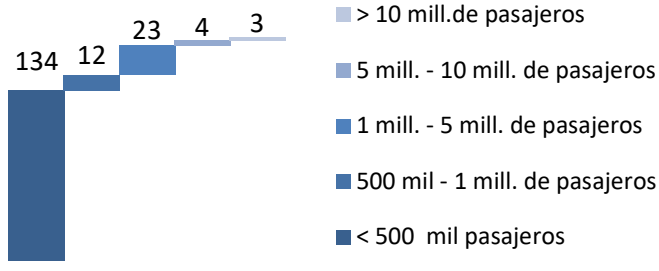 134
12
23
4
3
> 10 mill.de pasajeros
5 mill. - 10 mill. de pasajeros
1 mill. - 5 mill. de pasajeros
500 mil - 1 mill. de pasajeros
< 500  mil pasajeros